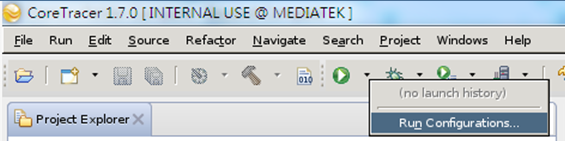 CoreTracer 1.7.0 [ INTERNAL USE @ MEDIATEK ]
File Run Edit Source Refactor Navigate Search Project Windows Help
010
(no launch history)
Project Explorer
Run Configurations...